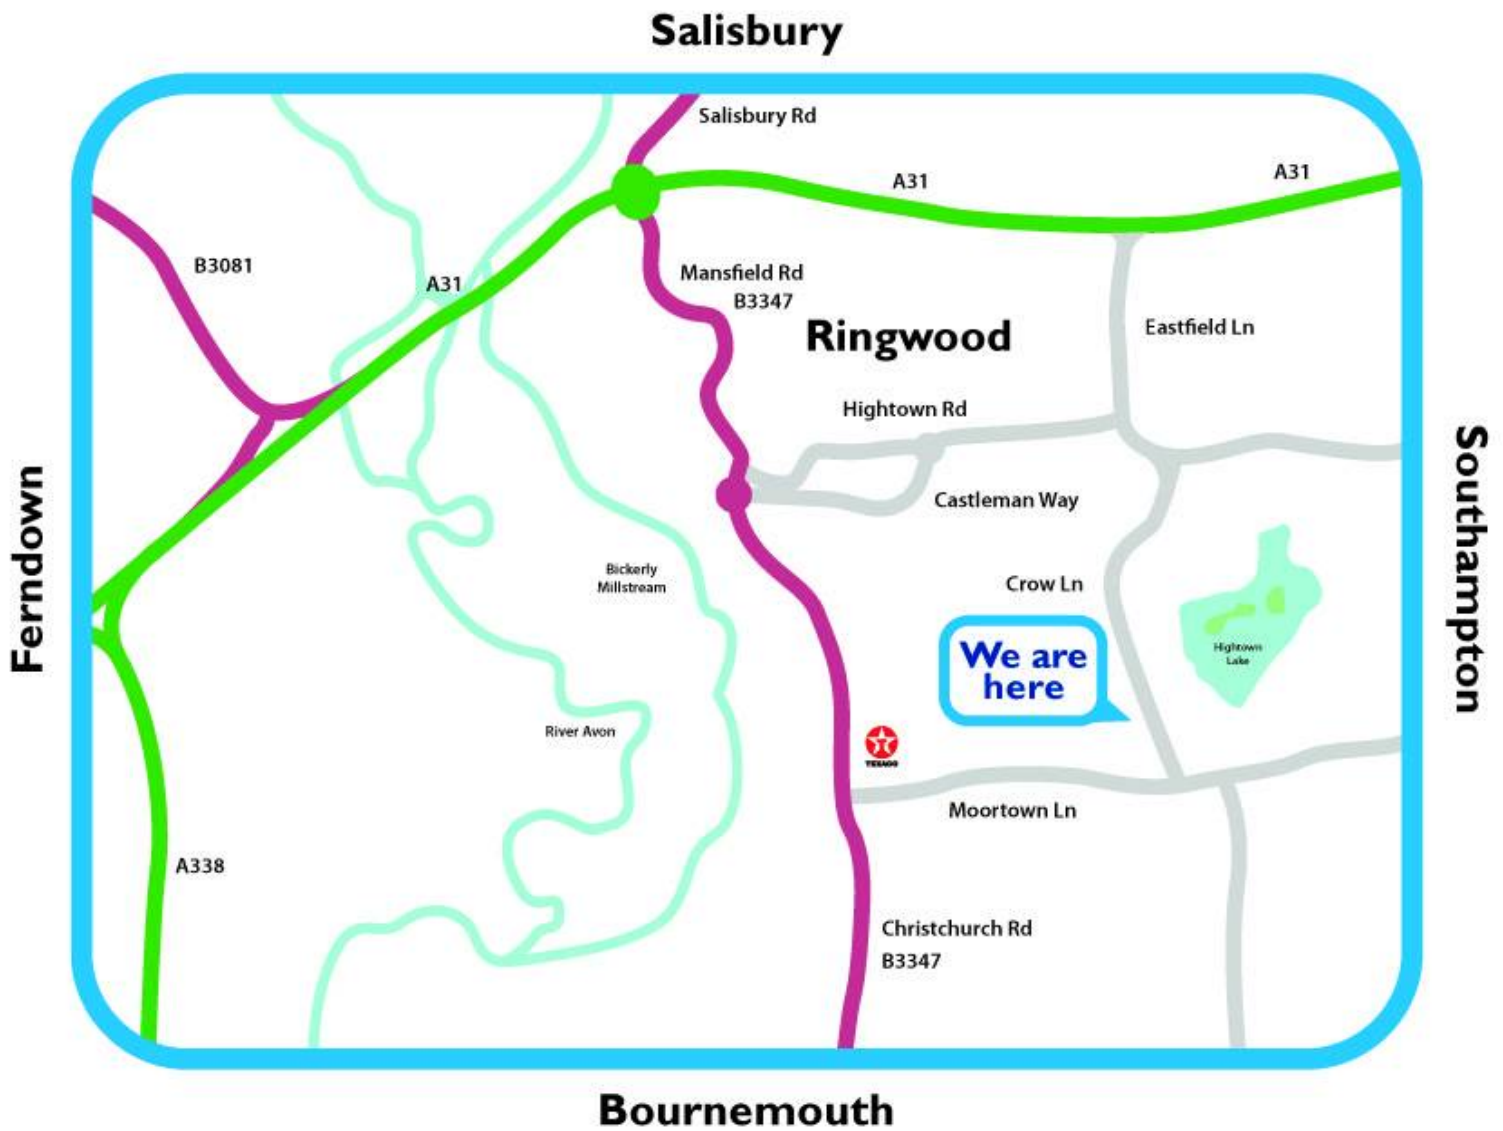 Salisbury
Salisbury Rd
A31
A31
B3081
A31
Mansfield Rd
B3347
Ringwood
Eastfield Ln
Hightown Rd
Castleman Way
Ferndown
Southampton
Bickerly
Millstream
Crow Ln
We are
here
Hightown
Lake
River Avon
TEXACO
Moortown Ln
A338
Christchurch Rd
B3347
Bournemouth